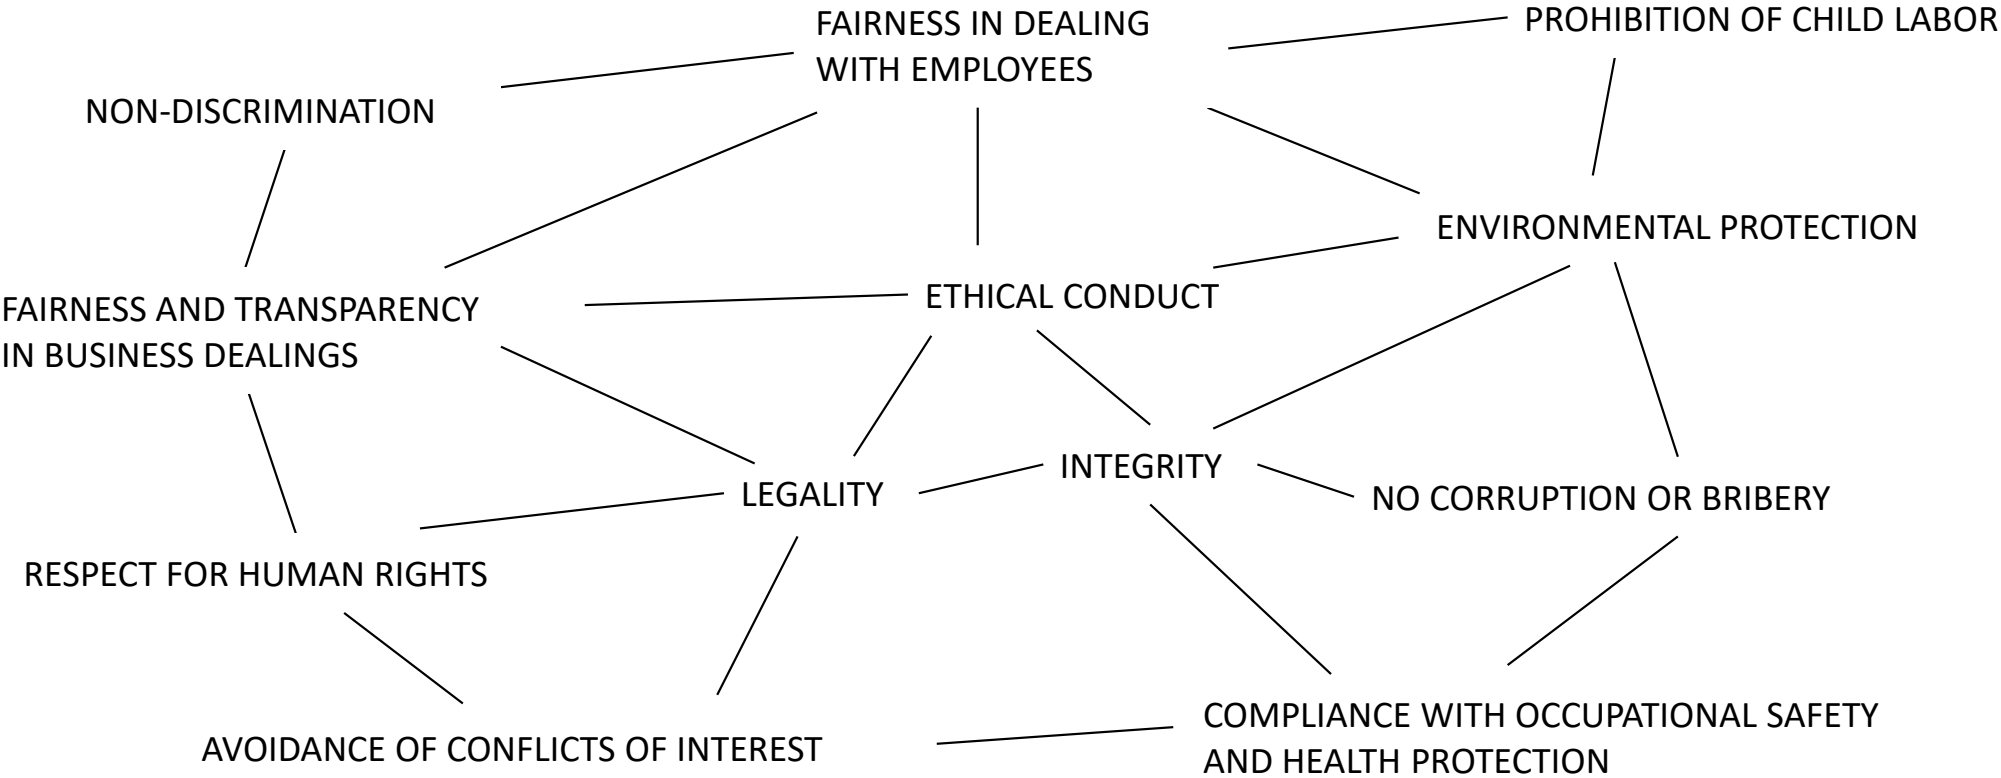 FAIRNESS IN DEALING
WITH EMPLOYEES
PROHIBITION OF CHILD LABOR
NON-DISCRIMINATION
ENVIRONMENTAL PROTECTION
FAIRNESS AND TRANSPARENCY
IN BUSINESS DEALINGS
ETHICAL CONDUCT
LEGALITY
INTEGRITY
NO CORRUPTION OR BRIBERY
RESPECT FOR HUMAN RIGHTS
AVOIDANCE OF CONFLICTS OF INTEREST
COMPLIANCE WITH OCCUPATIONAL SAFETY
AND HEALTH PROTECTION